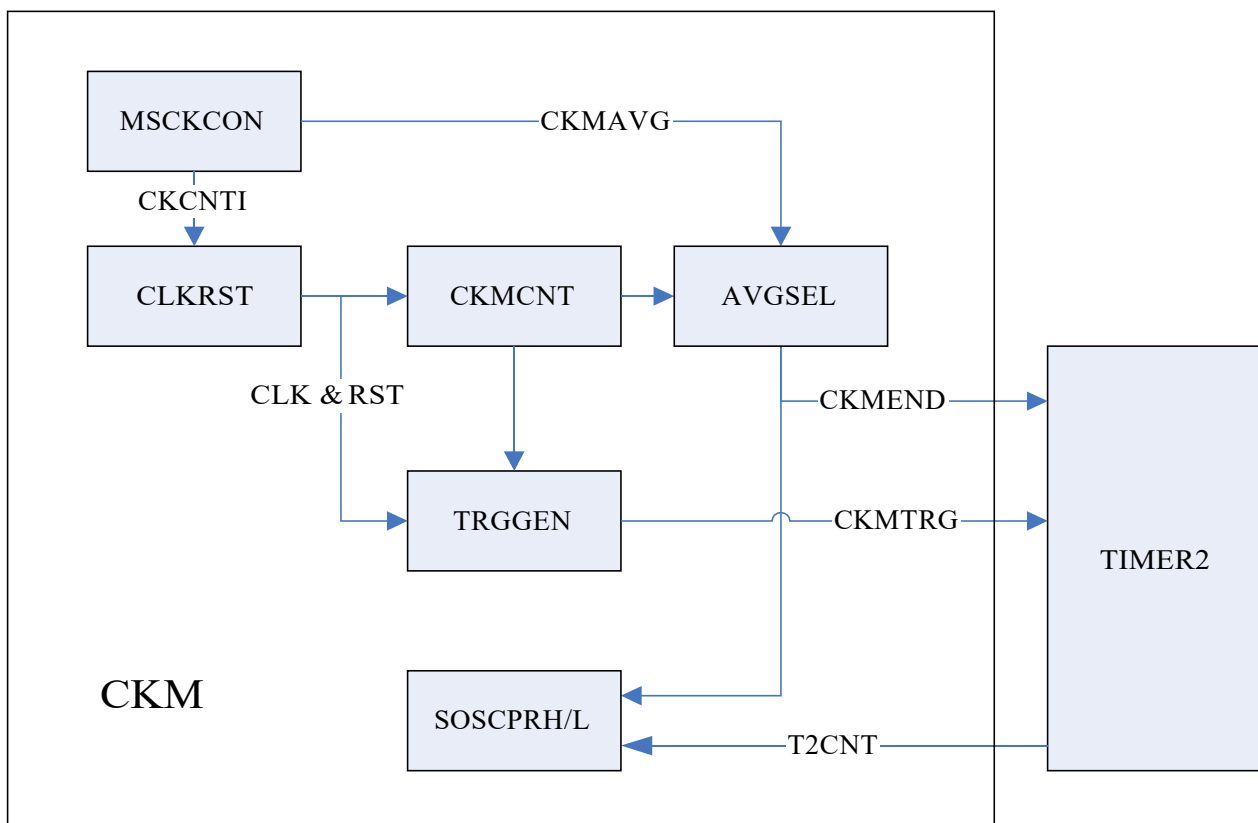 MSCKCON
CKMAVG
CKCNTI
CLKRST
CKMCNT
AVGSEL
CLK & RST
CKMEND
TRGGEN
CKMTRG
TIMER2
CKM
SOSCPRH/L
T2CNT